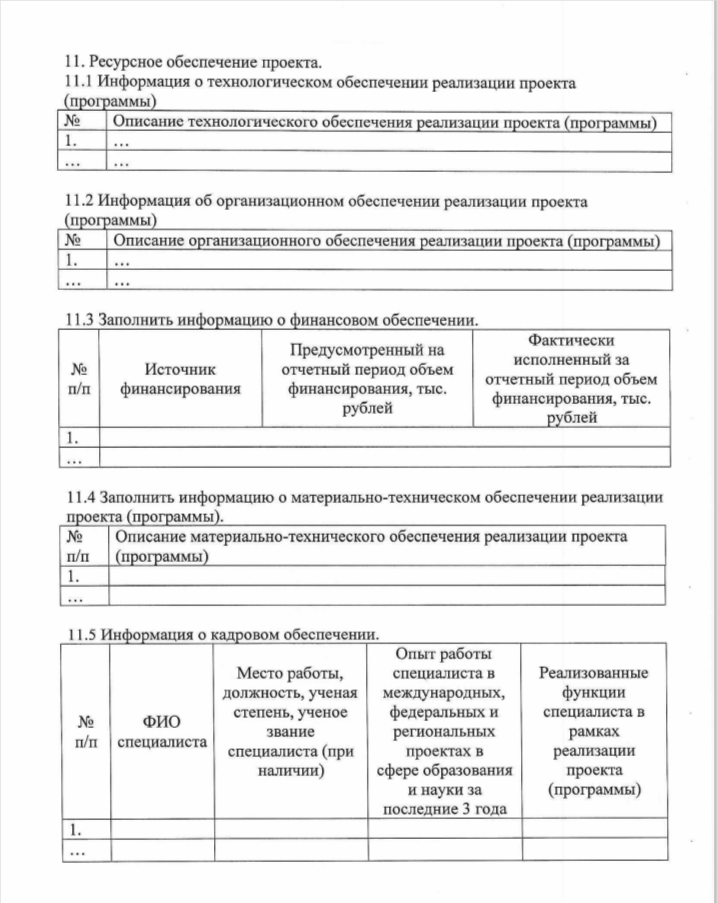 11. Ресурсное обеспечение проекта.
11.1 Информация о технологическом обеспечении реализации проекта
(программы)
№ Описание технологического обеспечения реализации проекта (программы)
1. …
… …
11.2 Информация об организационном обеспечении реализации проекта
(программы)
№ Описание организационного обеспечения реализации проекта (программы)
1. …
… …
11.3 Заполнить информацию о финансовом обеспечении.
№
п/п
Источник
финансирования
Предусмотренный на
отчетный период объем
финансирования, тыс.
рублей
Фактически
исполненный за
отчетный период объем
финансирования, тыс.
рублей
1.
…
11.4 Заполнить информацию о материально-техническом обеспечении реализации
проекта (программы).
№
п/п
Описание материально-технического обеспечения реализации проекта
(программы)
1.
…
11.5 Информация о кадровом обеспечении.
№
п/п
ФИО
специалиста
Место работы,
должность, ученая
степень, ученое
звание
специалиста (при
наличии)
Опыт работы
специалиста в
международных,
федеральных и
региональных
проектах в
сфере образования
и науки за
последние 3 года
Реализованные
функции
специалиста в
рамках
реализации
проекта
(программы)
1.
…